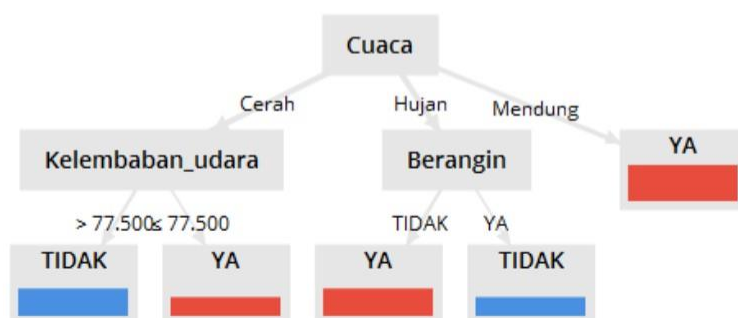 Cuaca
Cerah Hujan Mendung
Kelembaban_udara Berangin YA
> 77.500 ≤ 77.500 TIDAK YA
TIDAK YA YA TIDAK